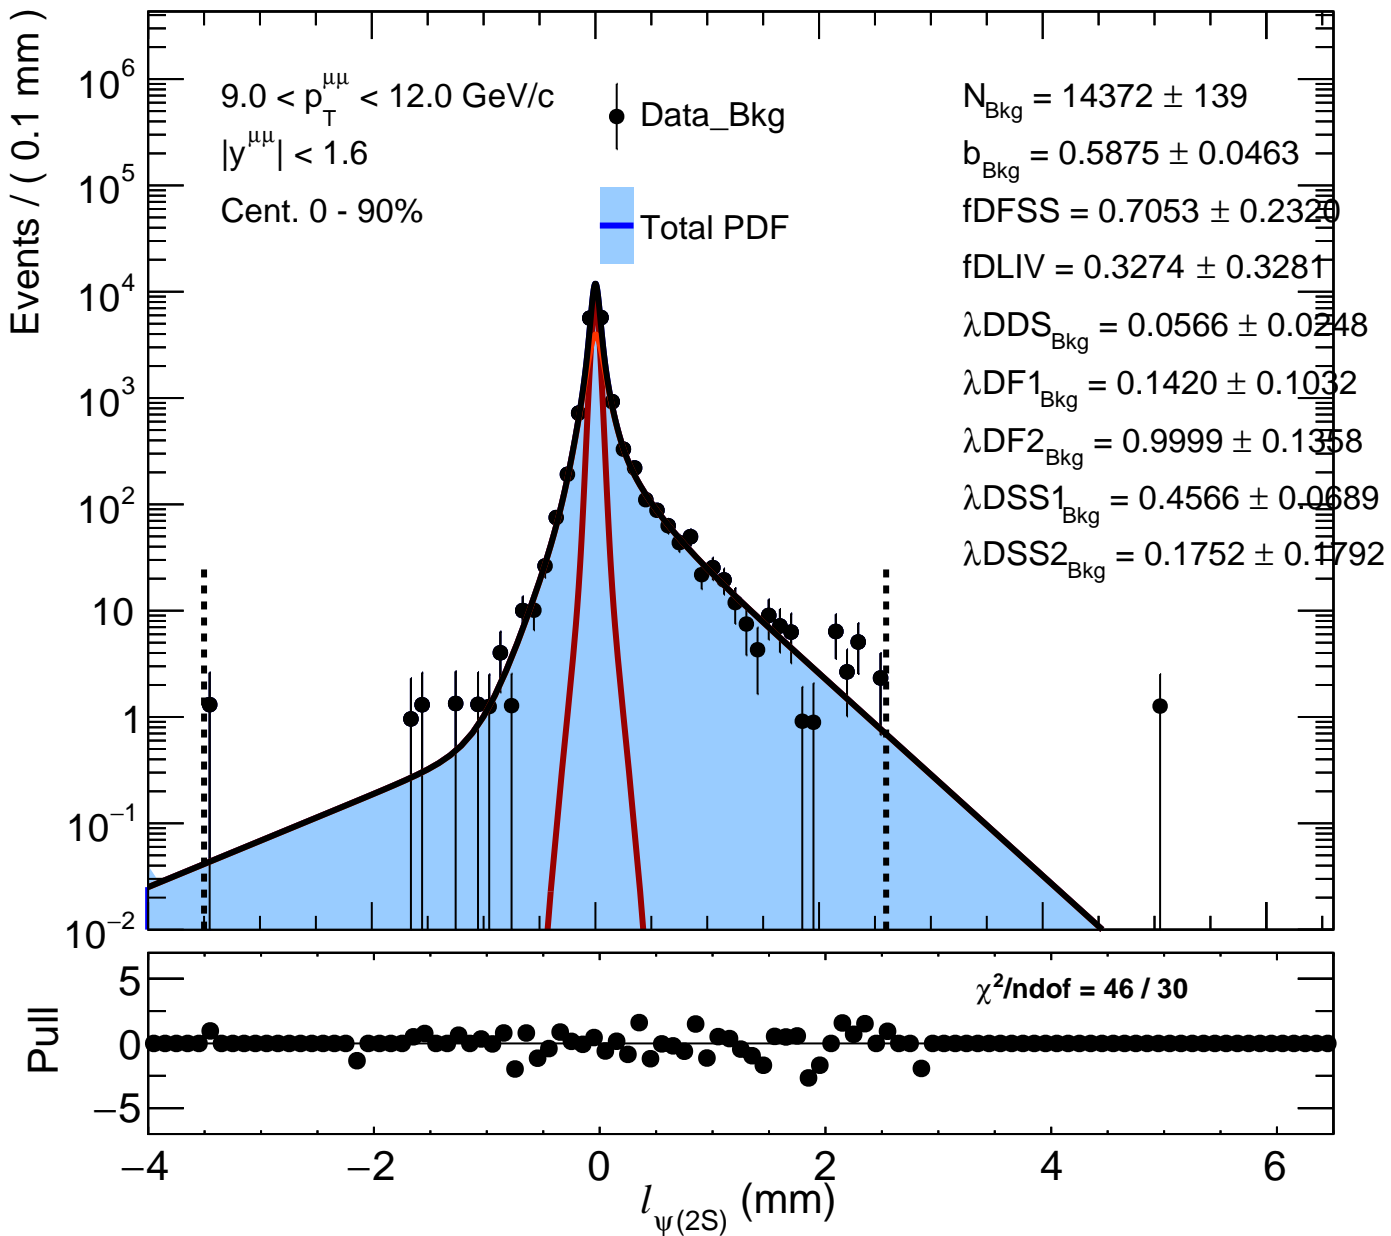 Events / ( 0.1 mm )
10^6
10^5
10^4
10^3
10^2
10
1
10^−1
10^−2
9.0 < p_T^μμ < 12.0 GeV/c
|y^μμ| < 1.6
Cent. 0 - 90%
Data_Bkg
Total PDF
N_Bkg = 14372 ± 139
b_Bkg = 0.5875 ± 0.0463
fDFSS = 0.7053 ± 0.2320
fDLIV = 0.3274 ± 0.3281
λDDS_Bkg = 0.0566 ± 0.0248
λDF1_Bkg = 0.1420 ± 0.1032
λDF2_Bkg = 0.9999 ± 0.1358
λDSS1_Bkg = 0.4566 ± 0.0689
λDSS2_Bkg = 0.1752 ± 0.1792
Pull
5
0
−5
χ²/ndof = 46 / 30
−4 −2 0 2 4 6
l_ψ(2S) (mm)